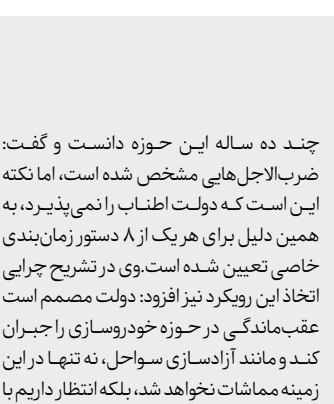 چند ده ساله این حوزه دانست و گفت:
ضرب‌الاجل‌هایی مشخص شده است، اما نکته
این است که دولت اطناب را نمی‌پذیرد، به
همین دلیل برای هر یک از ۸ دستور زمان‌بندی
خاصی تعیین شده است.وی در تشریح چرایی
اتخاذ این رویکرد نیز افزود: دولت مصمم است
عقب‌ماندگی در حوزه خودروسازی را جبران
کند و مانند آزادسازی سواحل، نه تنها در این
زمینه مماشات نخواهد شد، بلکه انتظار داریم با